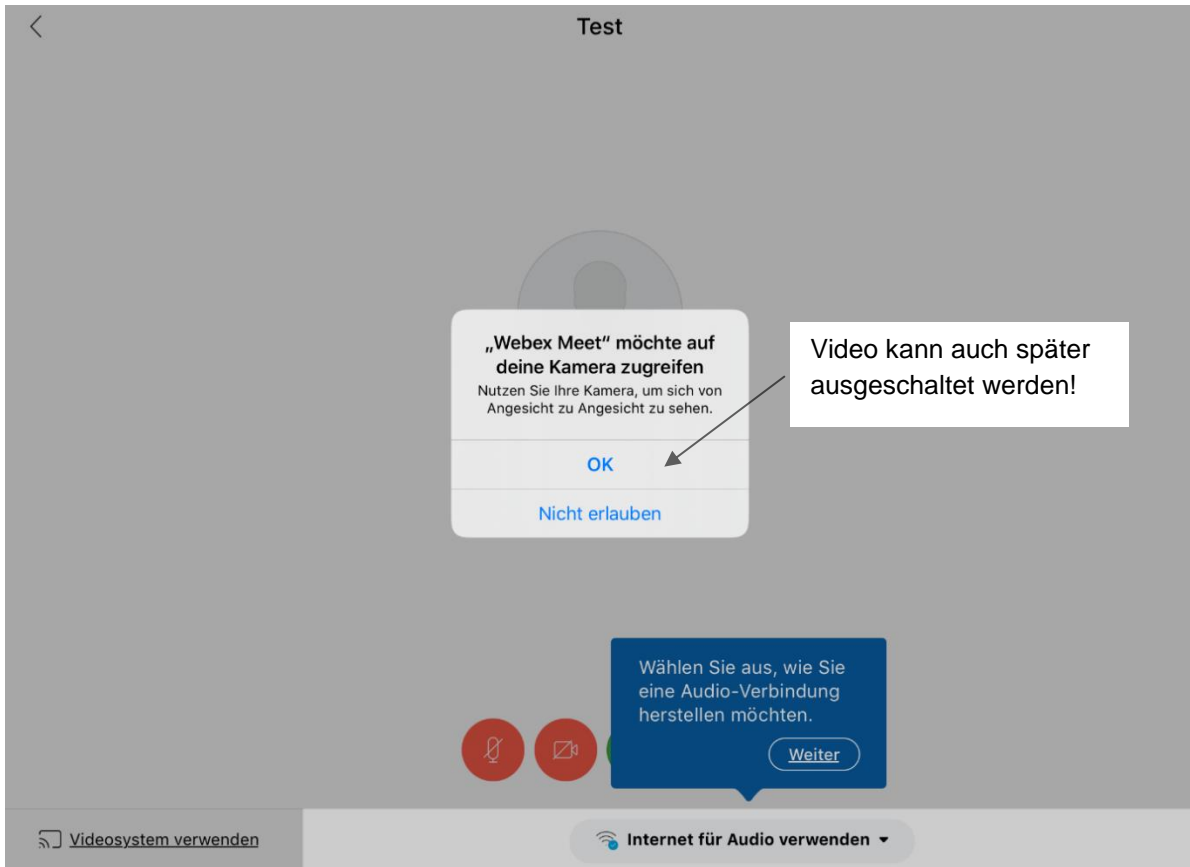 Test
„Webex Meet“ möchte auf
deine Kamera zugreifen
Nutzen Sie Ihre Kamera, um sich von
Angesicht zu Angesicht zu sehen.
OK
Nicht erlauben
Video kann auch später
ausgeschaltet werden!
Wählen Sie aus, wie Sie
eine Audio-Verbindung
herstellen möchten.
Weiter
Videosystem verwenden
Internet für Audio verwenden